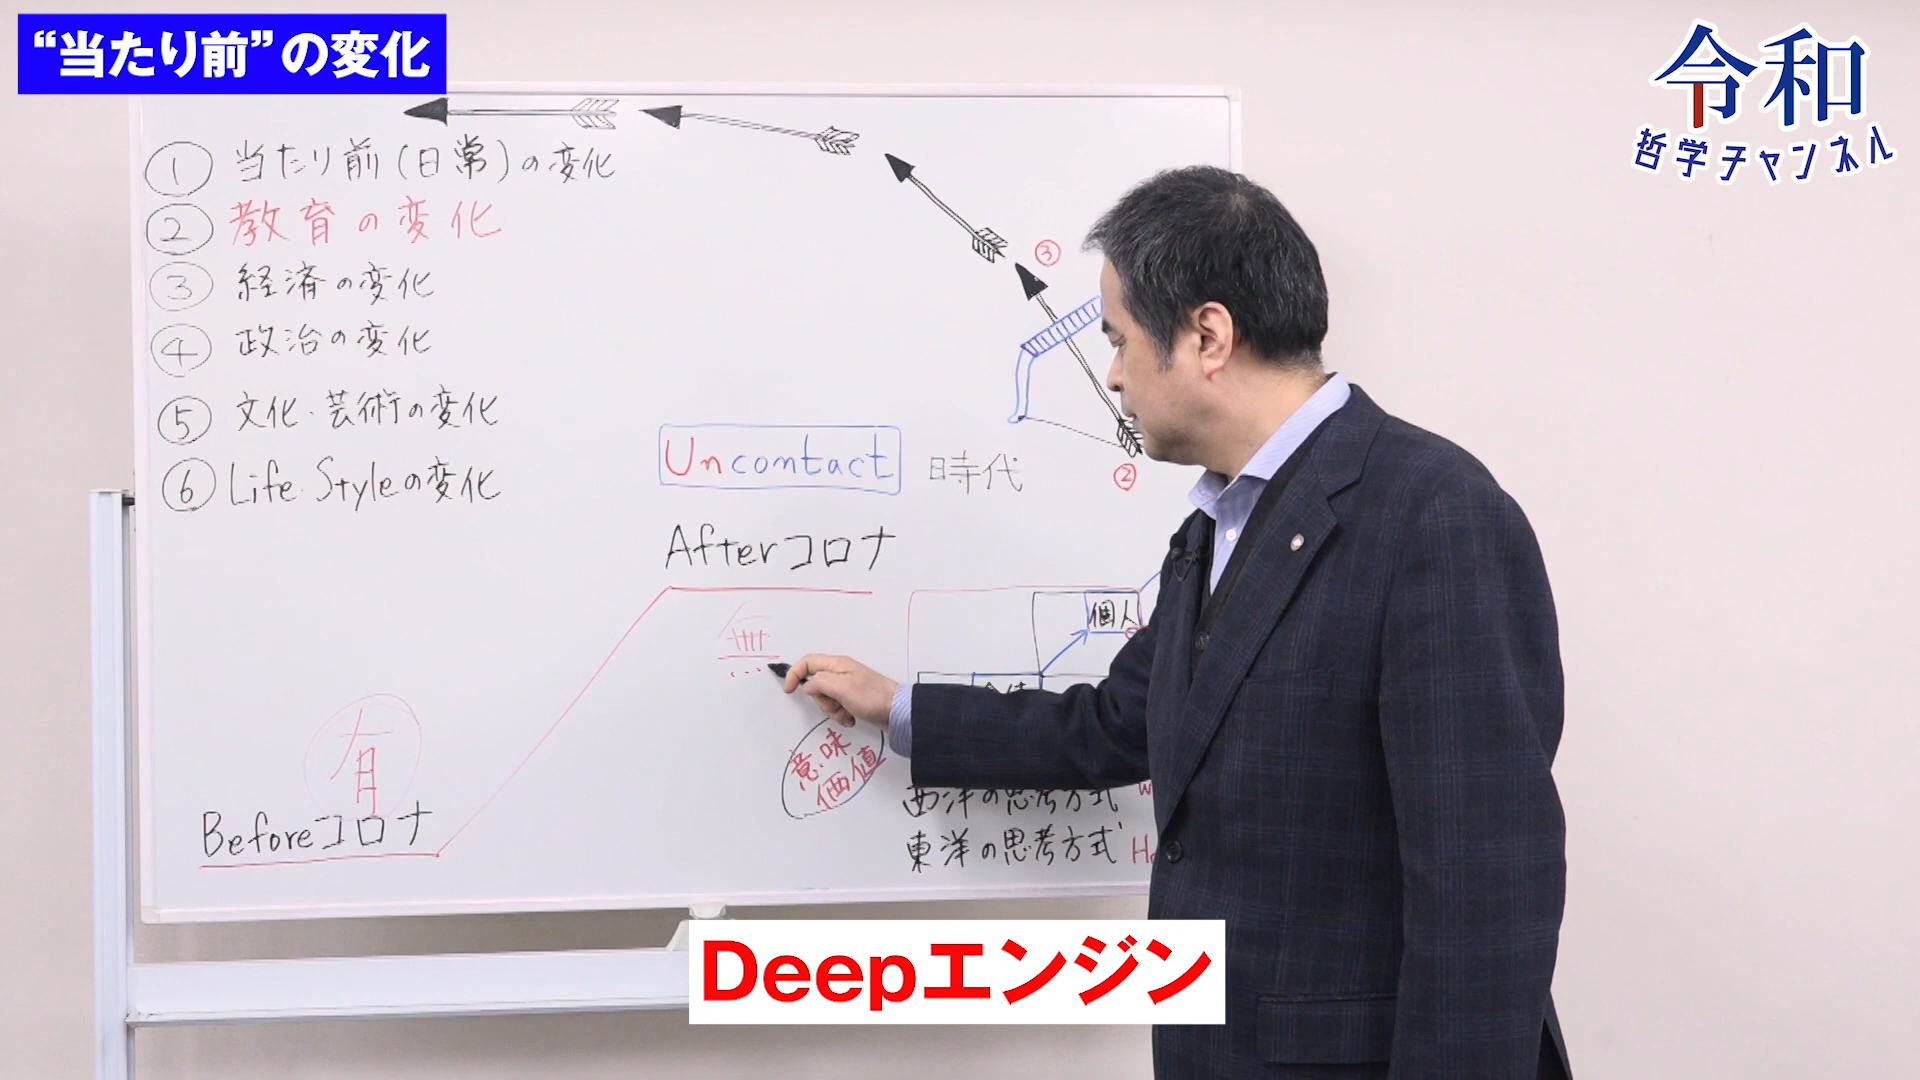 “当たり前”の変化
令和
哲学チャンネル
① 当たり前(日常)の変化
② 教育の変化
③ 経済の変化
④ 政治の変化
⑤ 文化・芸術の変化
⑥ Life Styleの変化
③
②
Uncontact 時代
Afterコロナ
無
個人
意味
価値
有
Beforeコロナ
西洋の思考方式
東洋の思考方式
Deepエンジン